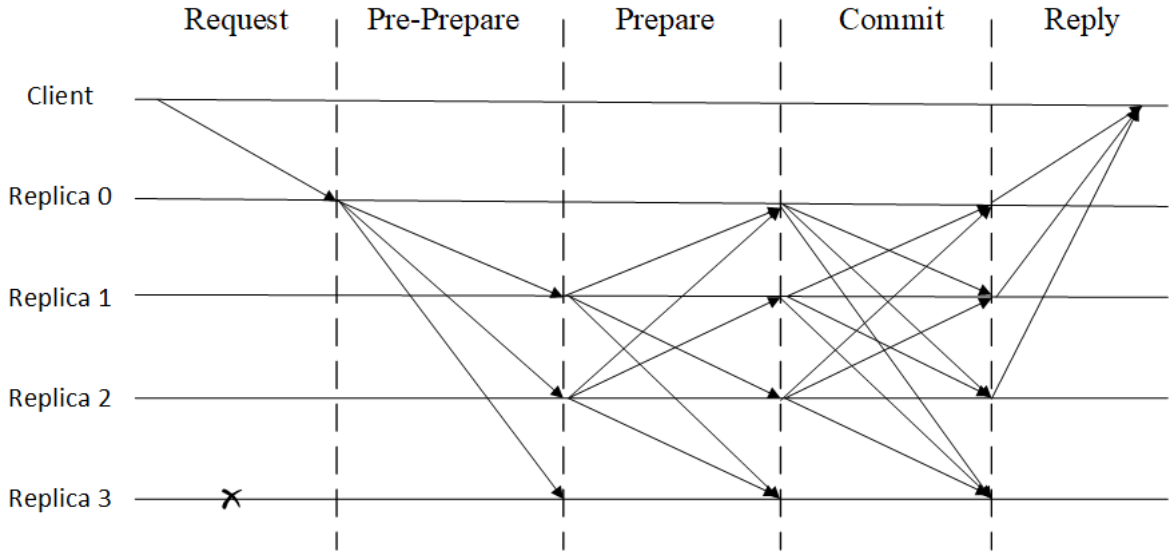 Request Pre-Prepare Prepare Commit Reply
Client
Replica 0
Replica 1
Replica 2
Replica 3